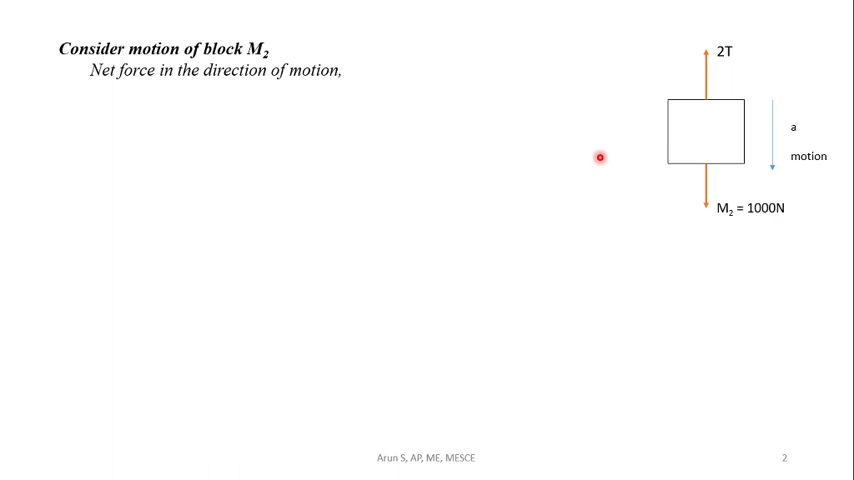 Consider motion of block M₂
Net force in the direction of motion,
2T
a
motion
M₂ = 1000N
Arun S, AP, ME, MESCE
2